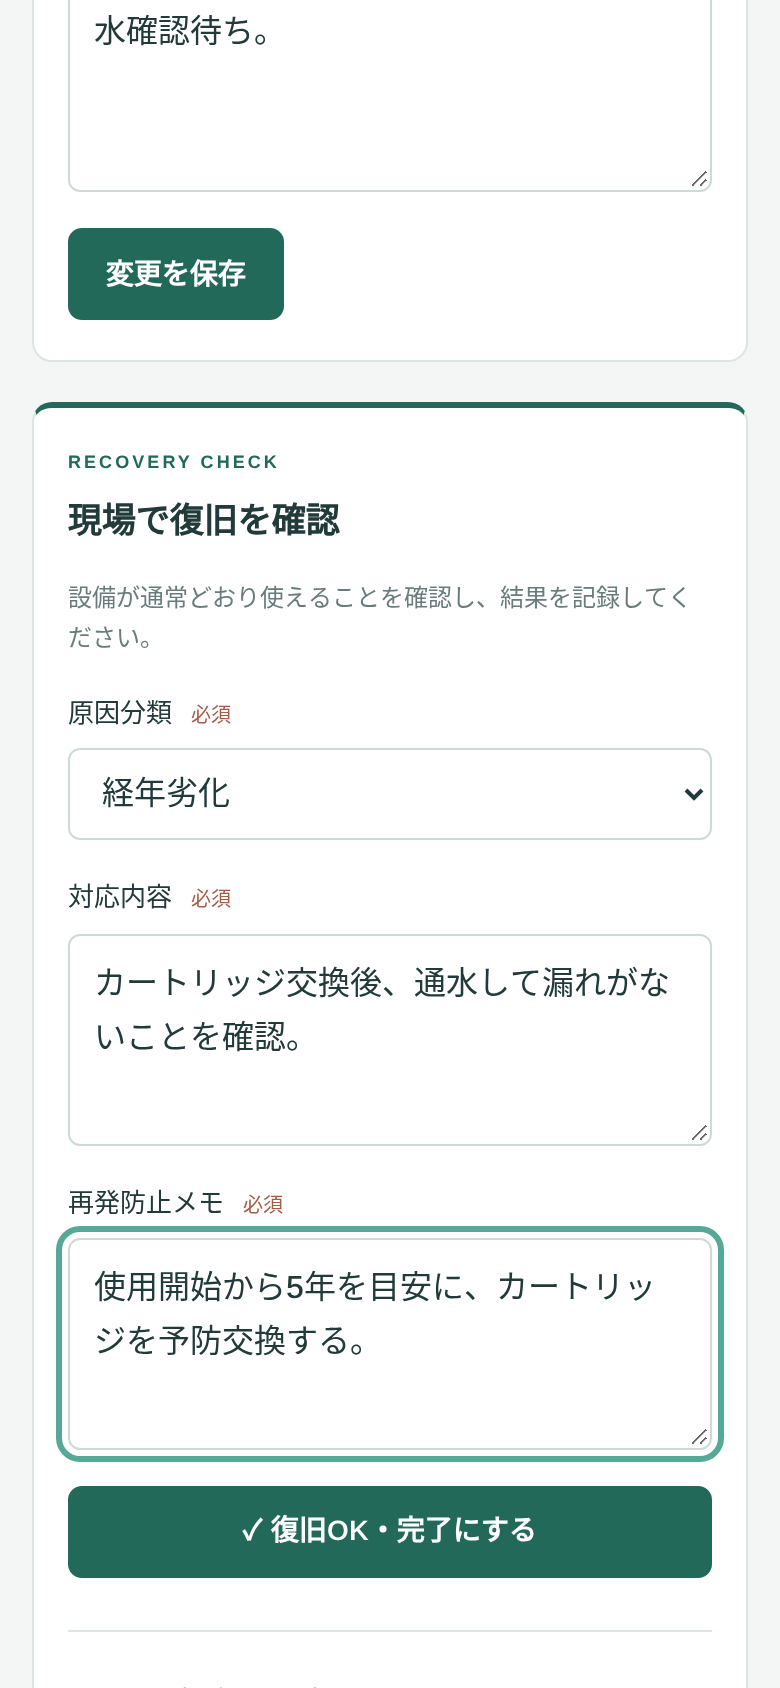 水確認待ち。
変更を保存
RECOVERY CHECK
現場で復旧を確認
設備が通常どおり使えることを確認し、結果を記録してく
ださい。
原因分類 必須
経年劣化
対応内容 必須
カートリッジ交換後、通水して漏れがな
いことを確認。
再発防止メモ 必須
使用開始から5年を目安に、カートリッ
ジを予防交換する。
✓ 復旧OK・完了にする